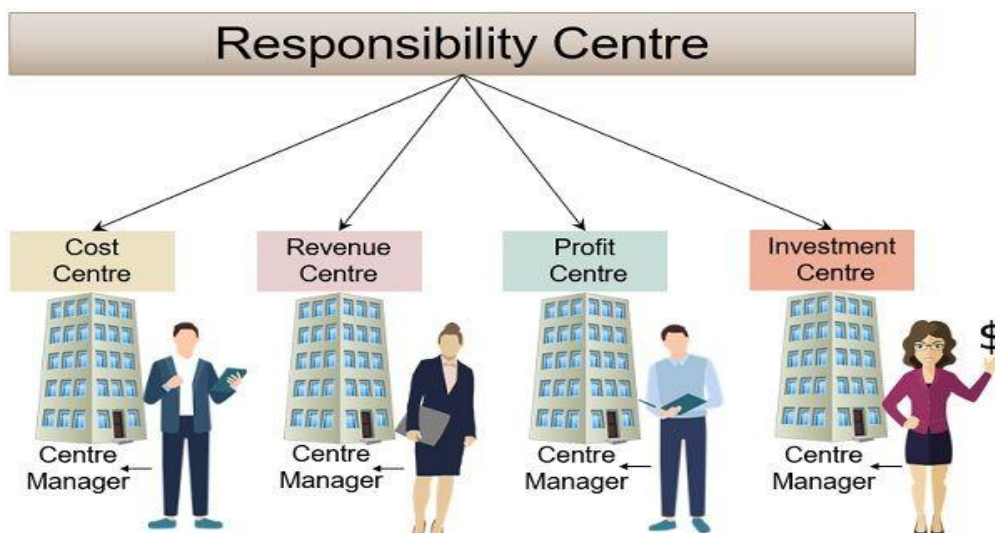 Responsibility Centre
Cost
Centre
Revenue
Centre
Profit
Centre
Investment
Centre
$
Centre
Manager
Centre
Manager
Centre
Manager
Centre
Manager